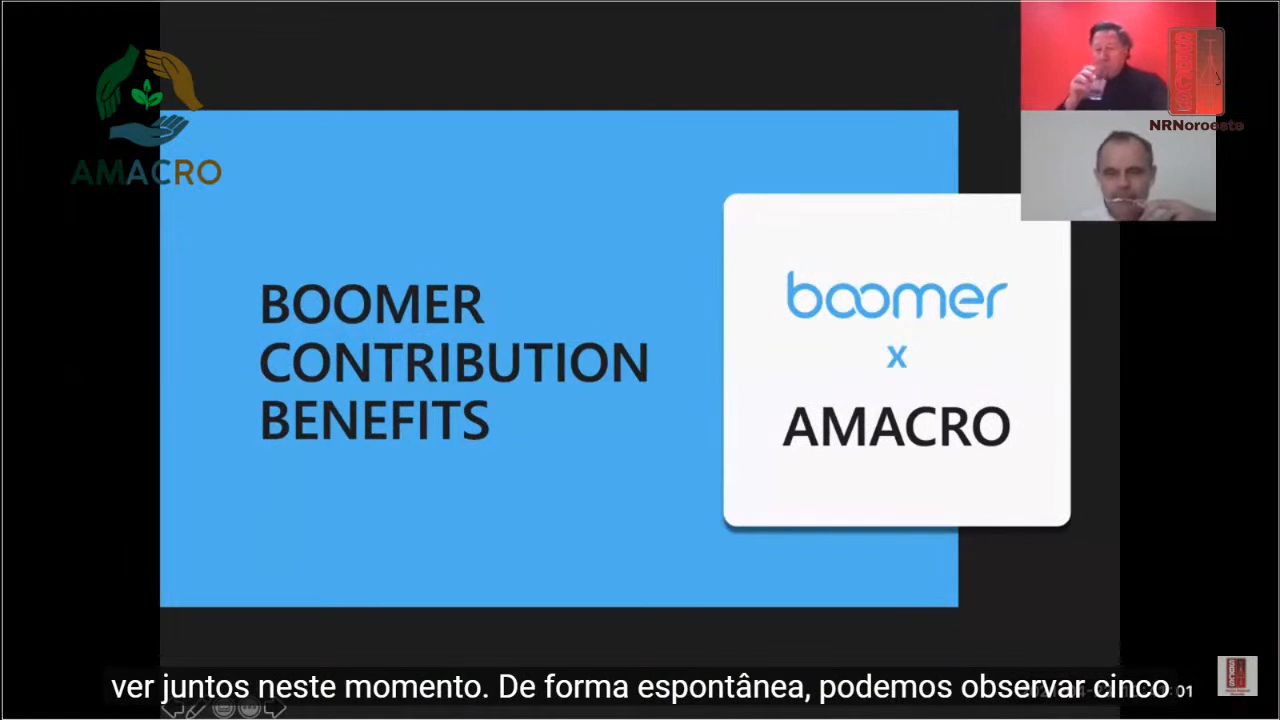 AMACRO
NRNoroeste
BOOMER
CONTRIBUTION
BENEFITS
boomer
x
AMACRO
ver juntos neste momento. De forma espontânea, podemos observar cinco